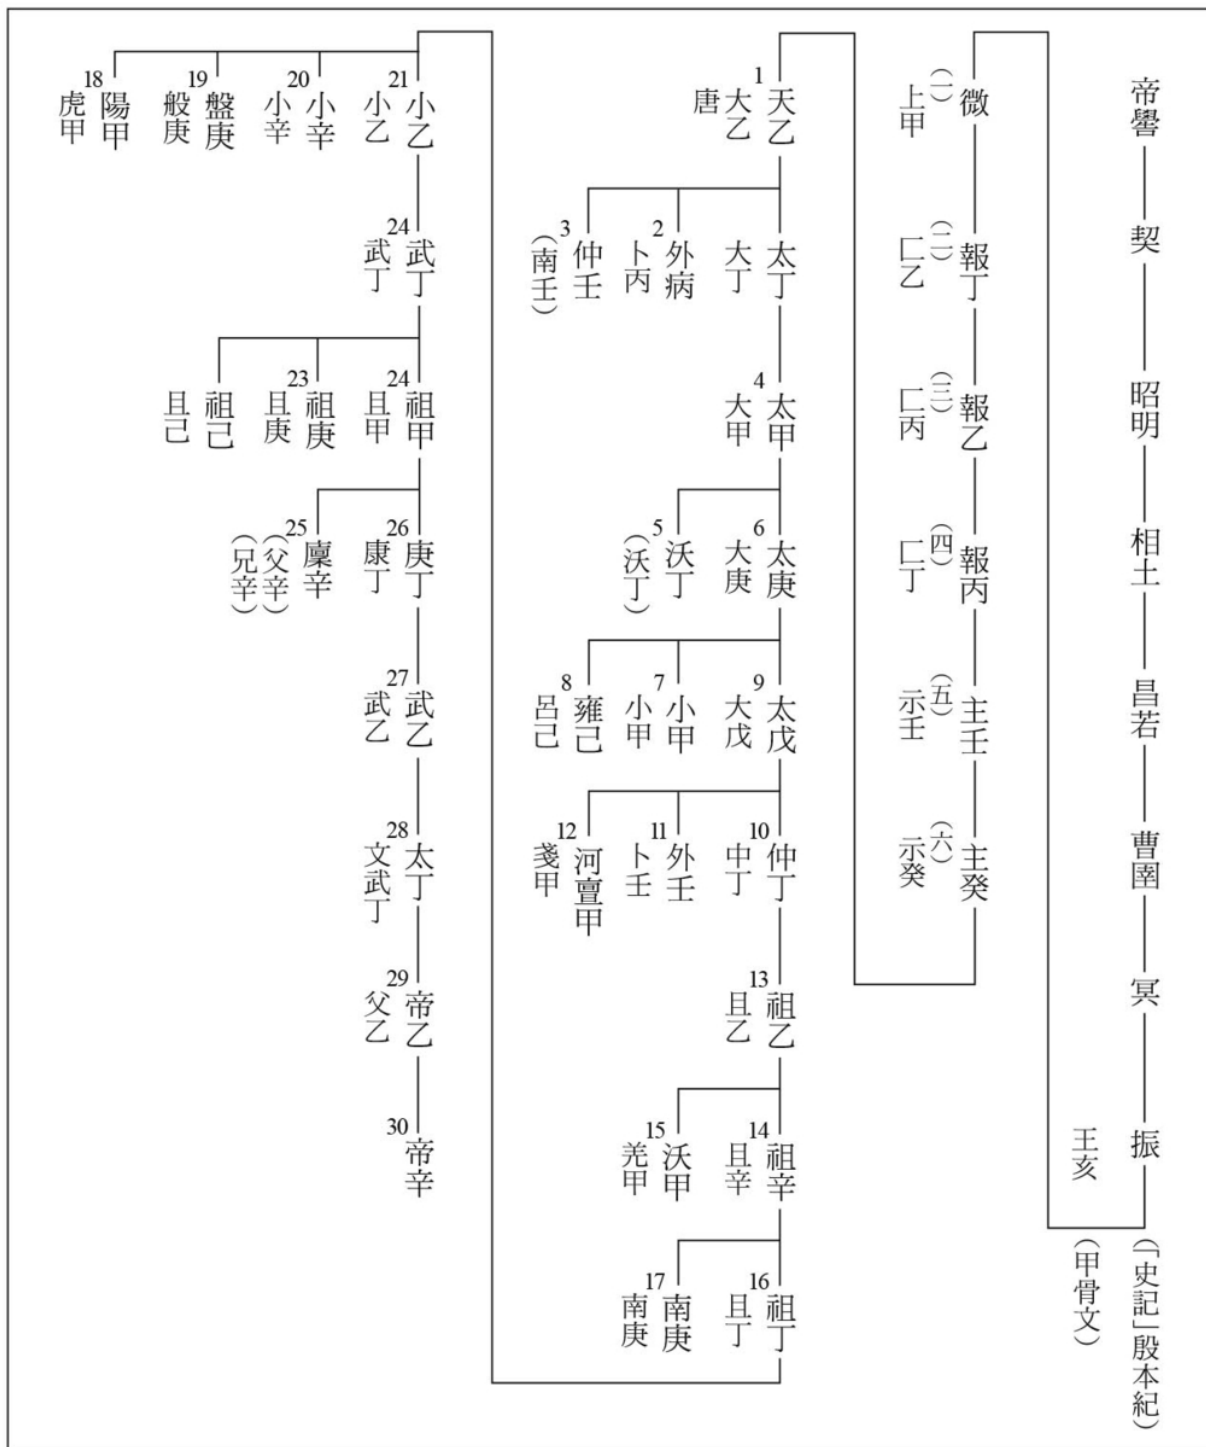 帝嚳
契
昭明
相土
昌若
曹圉
冥
振
王亥
(「史記」殷本紀)
(甲骨文)
微
(一)
上甲
報丁
(二)
匚乙
報乙
(三)
匚丙
報丙
(四)
匚丁
主壬
(五)
示壬
主癸
(六)
示癸
1
天乙
大乙
唐
太丁
大丁
2
外病
卜丙
3
仲壬
(南壬)
4
太甲
大甲
6
太庚
大庚
5
沃丁
(沃丁)
9
太戊
大戊
7
小甲
小甲
8
雍己
呂己
10
仲丁
中丁
11
外壬
卜壬
12
河亶甲
戔甲
13
祖乙
且乙
14
祖辛
且辛
15
沃甲
羌甲
16
祖丁
且丁
17
南庚
南庚
21
小乙
小乙
20
小辛
小辛
19
盤庚
般庚
18
陽甲
虎甲
24
武丁
武丁
24
祖甲
且甲
23
祖庚
且庚
祖己
且己
26
庚丁
康丁
25
廩辛
(父辛)
(兄辛)
27
武乙
武乙
28
太丁
文武丁
29
帝乙
父乙
30
帝辛